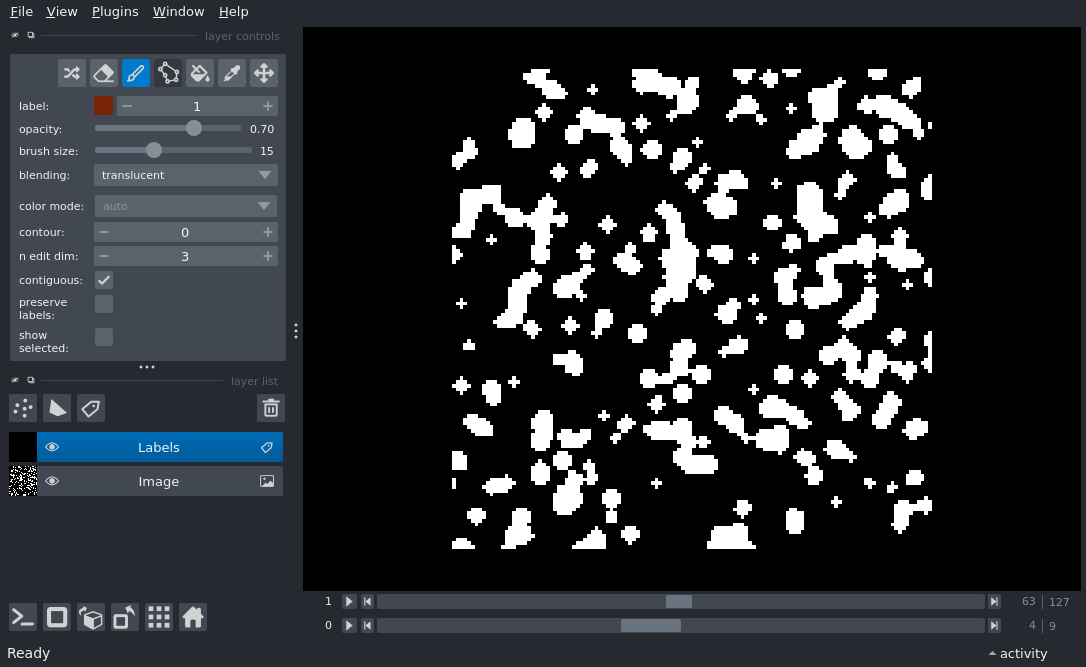 File View Plugins Window Help
layer controls
label: 1
opacity: 0.70
brush size: 15
blending: translucent
color mode: auto
contour: 0
n edit dim: 3
contiguous:
preserve
labels:
show
selected:
layer list
Labels
Image
1 63 127
0 4 9
Ready activity